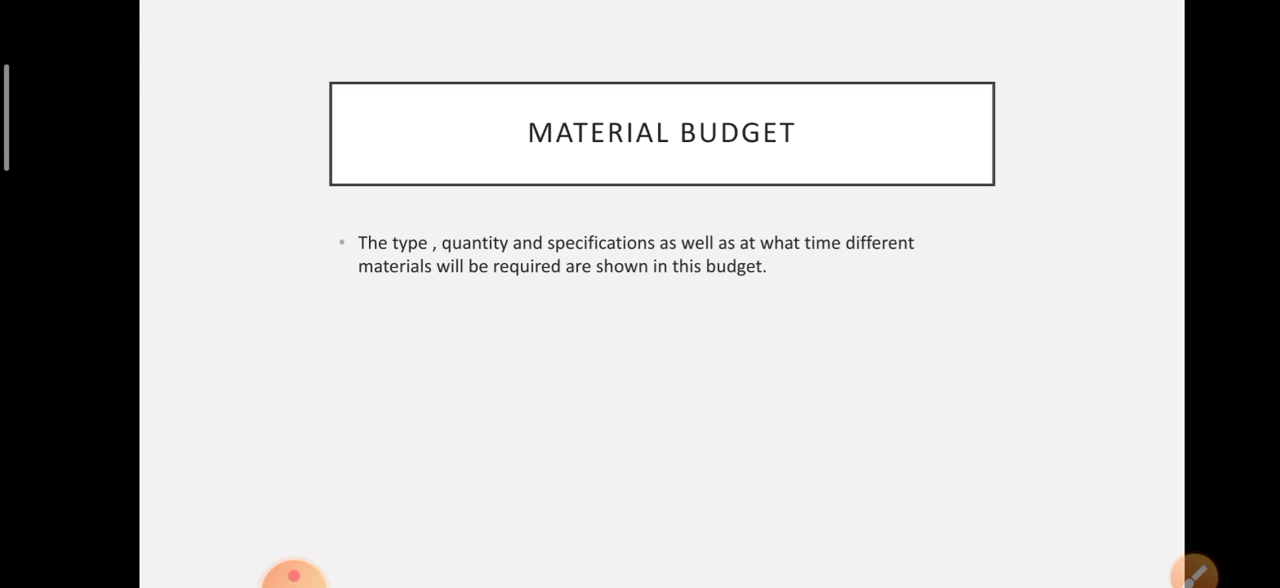 MATERIAL BUDGET
• The type , quantity and specifications as well as at what time different
materials will be required are shown in this budget.